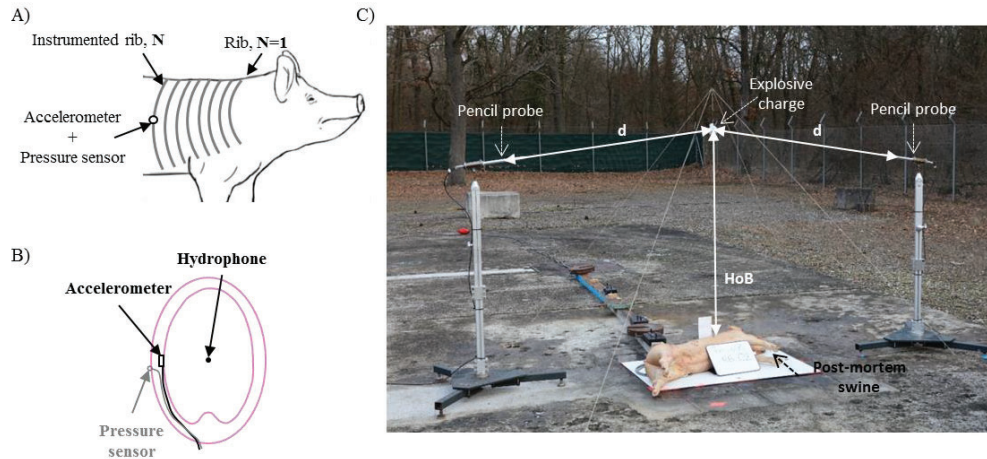 A)
Instrumented rib, N
Rib, N=1
Accelerometer
+
Pressure sensor
B)
Hydrophone
Accelerometer
Pressure
sensor
C)
Explosive
charge
Pencil probe
Pencil probe
d
d
HoB
Post-mortem
swine